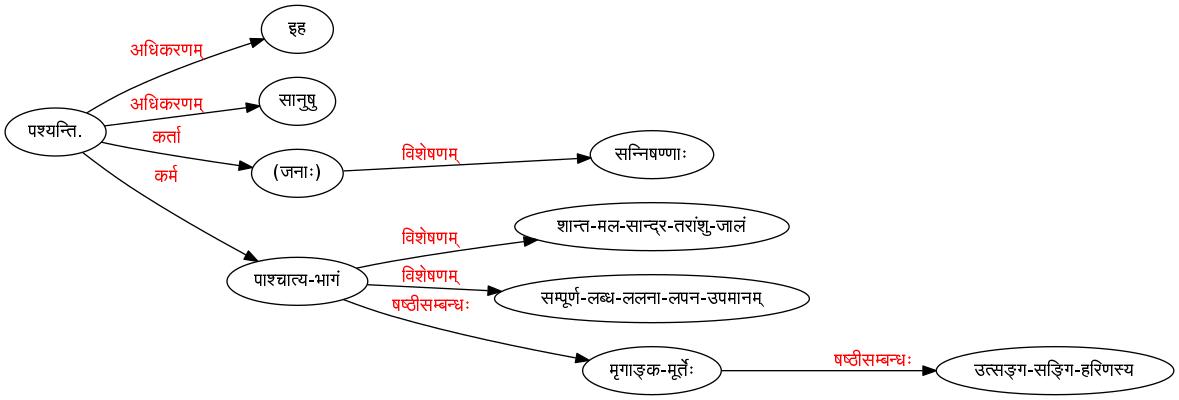 इह
अधिकरणम्
सानुषु
अधिकरणम्
पश्यन्ति.
कर्ता
सन्निषण्णाः
विशेषणम्
(जनाः)
कर्म
शान्त-मल-सान्द्र-तरांशु-जालं
विशेषणम्
पाश्चात्य-भागं
विशेषणम्
सम्पूर्ण-लब्ध-ललना-लपन-उपमानम्
षष्ठीसम्बन्धः
मृगाङ्क-मूर्तेः
षष्ठीसम्बन्धः
उत्सङ्ग-सङ्गि-हरिणस्य